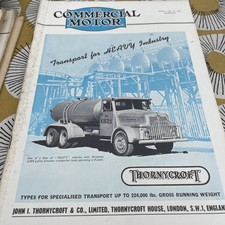 COMMERCIAL
MOTOR
Transport for HEAVY Industry
THORNYCROFT
TYPES FOR SPECIALISED TRANSPORT UP TO 224,000 lbs. GROSS RUNNING WEIGHT
JOHN I. THORNYCROFT & CO., LIMITED, THORNYCROFT HOUSE, LONDON, S.W.1, ENGLAND